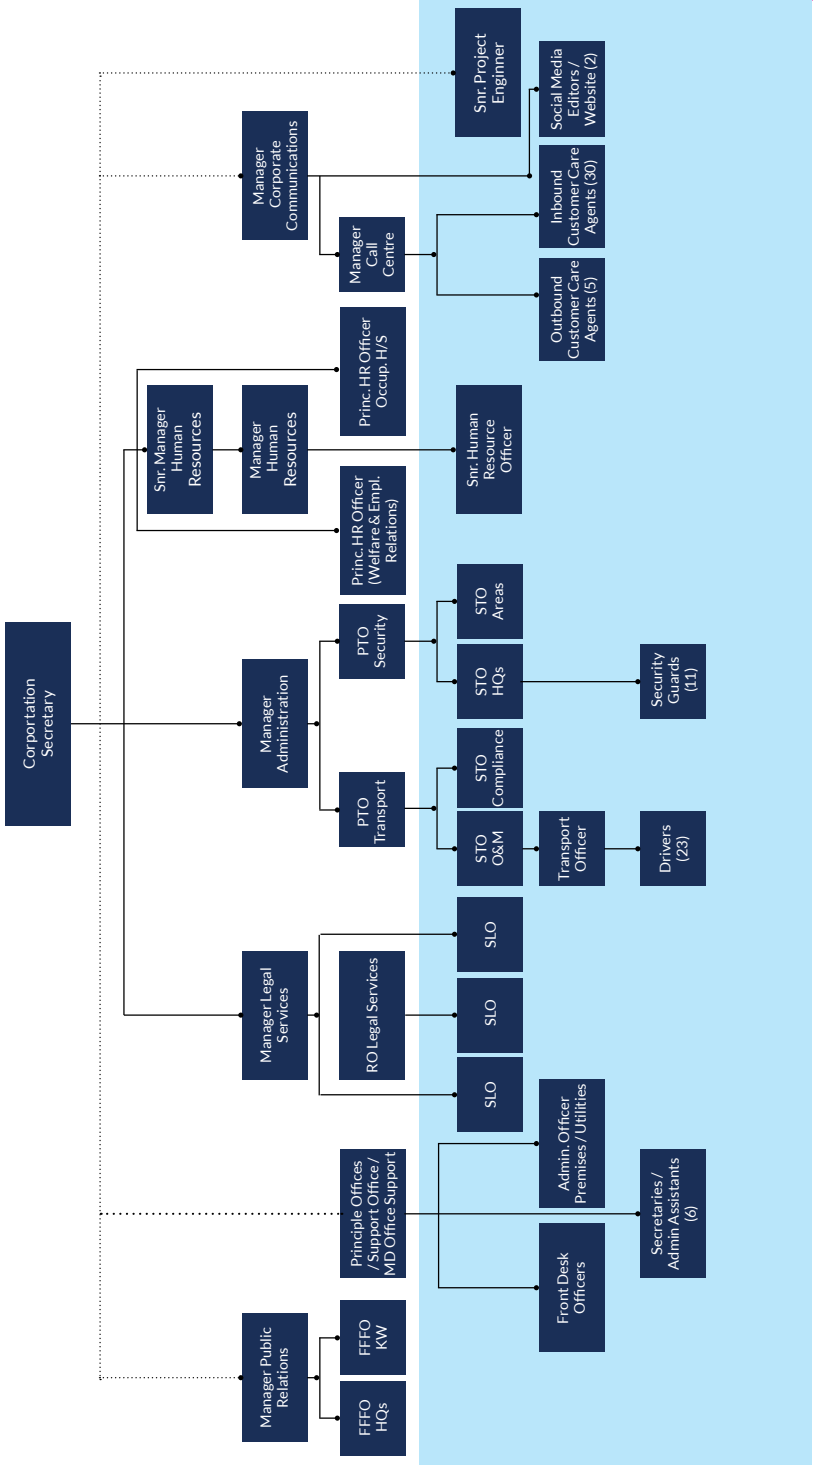 Corportation
Secretary
Manager Public
Relations
Manager Legal
Services
Manager
Administration
Snr. Manager
Human
Resources
Manager
Human
Resources
Manager
Corporate
Communications
FFFO
HQs
FFFO
KW
Principle Offices
/ Support Office /
MD Office Support
RO Legal Services
PTO
Transport
PTO
Security
Princ. HR Officer
(Welfare & Empl.
Relations)
Princ. HR Officer
Occup. H/S
Manager
Call
Centre
SLO
SLO
SLO
STO
O&M
STO
Compliance
STO
HQs
STO
Areas
Snr. Human
Resource
Officer
Snr. Project
Enginner
Front Desk
Officers
Admin. Officer
Premises / Utilities
Transport
Officer
Outbound
Customer Care
Agents (5)
Inbound
Customer Care
Agents (30)
Social Media
Editors /
Website (2)
Secretaries /
Admin Assistants
(6)
Drivers
(23)
Security
Guards
(11)